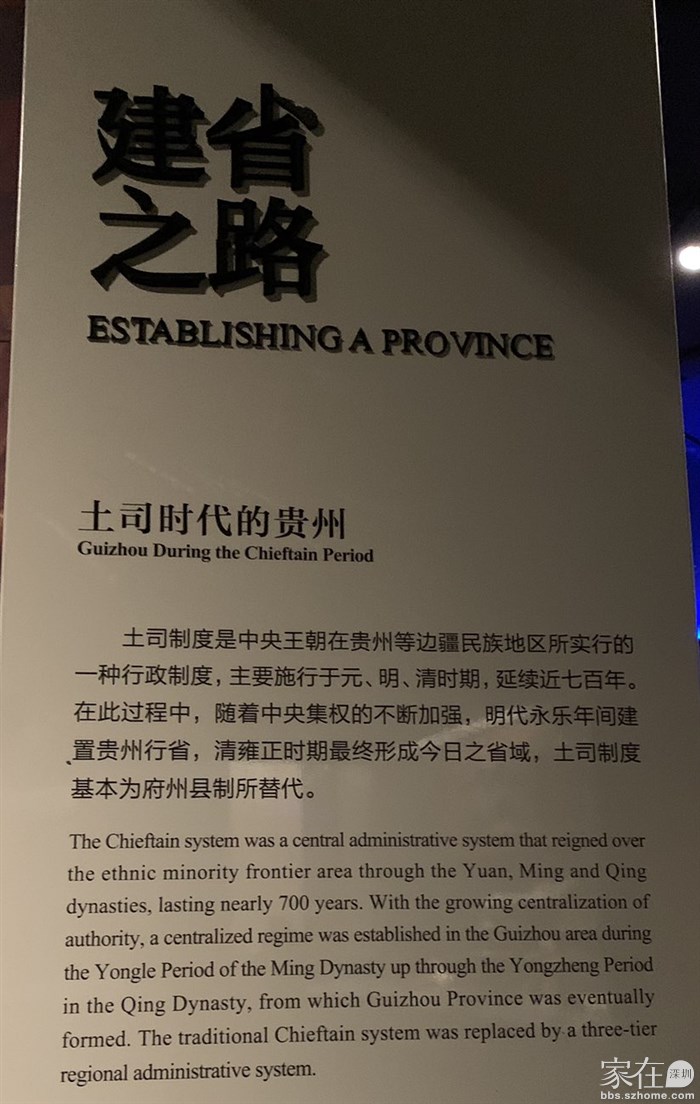 建省
之路
ESTABLISHING A PROVINCE
土司时代的贵州
Guizhou During the Chieftain Period
土司制度是中央王朝在贵州等边疆民族地区所实行的
一种行政制度，主要施行于元、明、清时期，延续近七百年。
在此过程中，随着中央集权的不断加强，明代永乐年间建
置贵州行省，清雍正时期最终形成今日之省域，土司制度
基本为府州县制所替代。
The Chieftain system was a central administrative system that reigned over
the ethnic minority frontier area through the Yuan, Ming and Qing
dynasties, lasting nearly 700 years. With the growing centralization of
authority, a centralized regime was established in the Guizhou area during
the Yongle Period of the Ming Dynasty up through the Yongzheng Period
in the Qing Dynasty, from which Guizhou Province was eventually
formed. The traditional Chieftain system was replaced by a three-tier
regional administrative system.
家在深圳
bbs.szhome.com